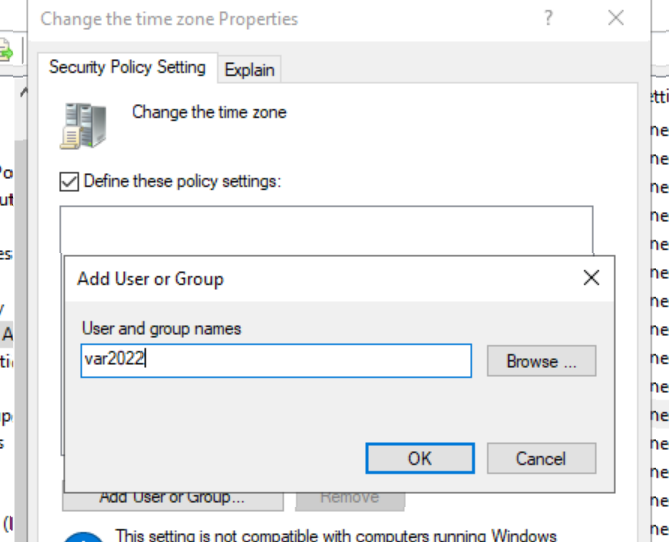 Change the time zone Properties
?
Security Policy Setting
Explain
Change the time zone
Define these policy settings:
Add User or Group
User and group names
var2022
Browse ...
OK
Cancel
Add User or Group...
Remove
This setting is not compatible with computers running Windows